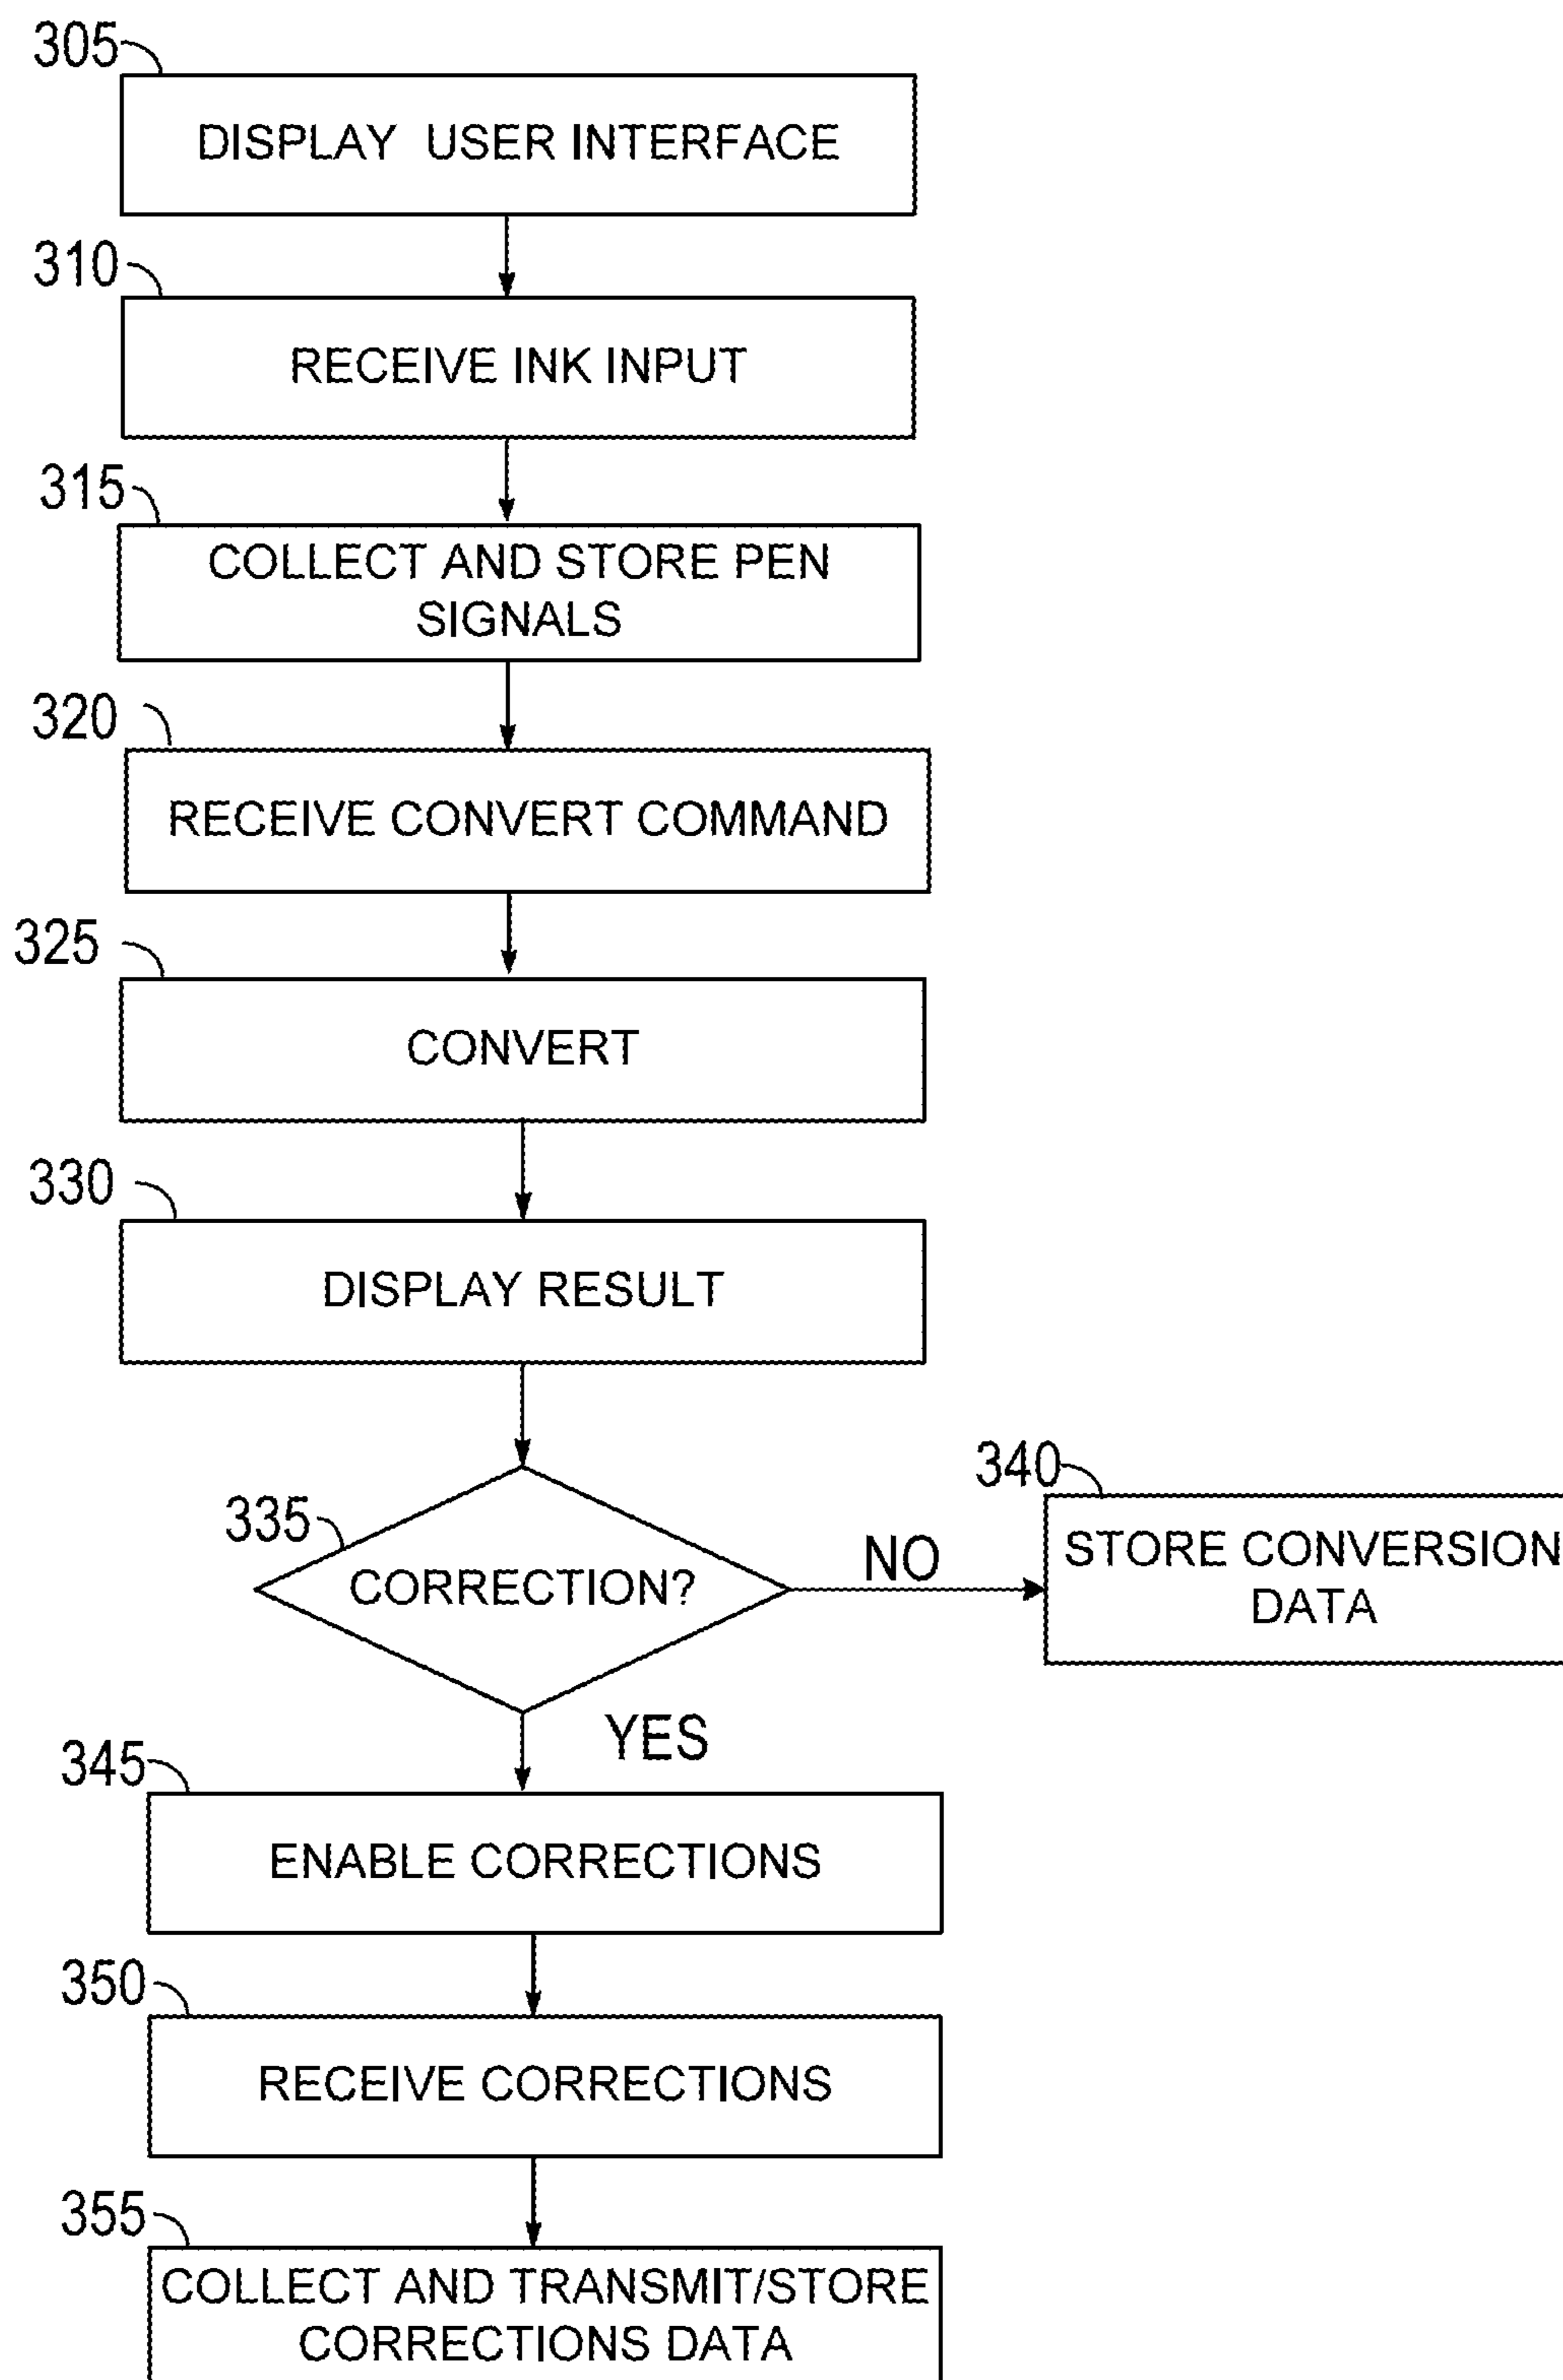 305
DISPLAY USER INTERFACE
310
RECEIVE INK INPUT
315
COLLECT AND STORE PEN
SIGNALS
320
RECEIVE CONVERT COMMAND
325
CONVERT
330
DISPLAY RESULT
335
CORRECTION?
NO
340
STORE CONVERSION
DATA
YES
345
ENABLE CORRECTIONS
350
RECEIVE CORRECTIONS
355
COLLECT AND TRANSMIT/STORE
CORRECTIONS DATA